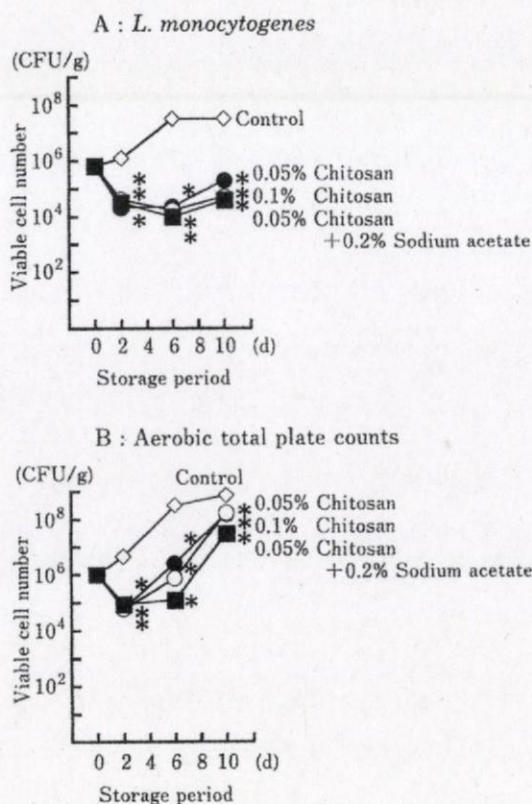 A : L. monocytogenes
(CFU/g)
10⁸
10⁶
10⁴
10²
Viable cell number
Control
* 0.05% Chitosan
* 0.1% Chitosan
* 0.05% Chitosan
+0.2% Sodium acetate
*
*
*
*
*
*
0 2 4 6 8 10 (d)
Storage period
B : Aerobic total plate counts
(CFU/g)
10⁸
10⁶
10⁴
10²
Viable cell number
Control
* 0.05% Chitosan
* 0.1% Chitosan
* 0.05% Chitosan
+0.2% Sodium acetate
*
*
*
*
*
*
0 2 4 6 8 10 (d)
Storage period